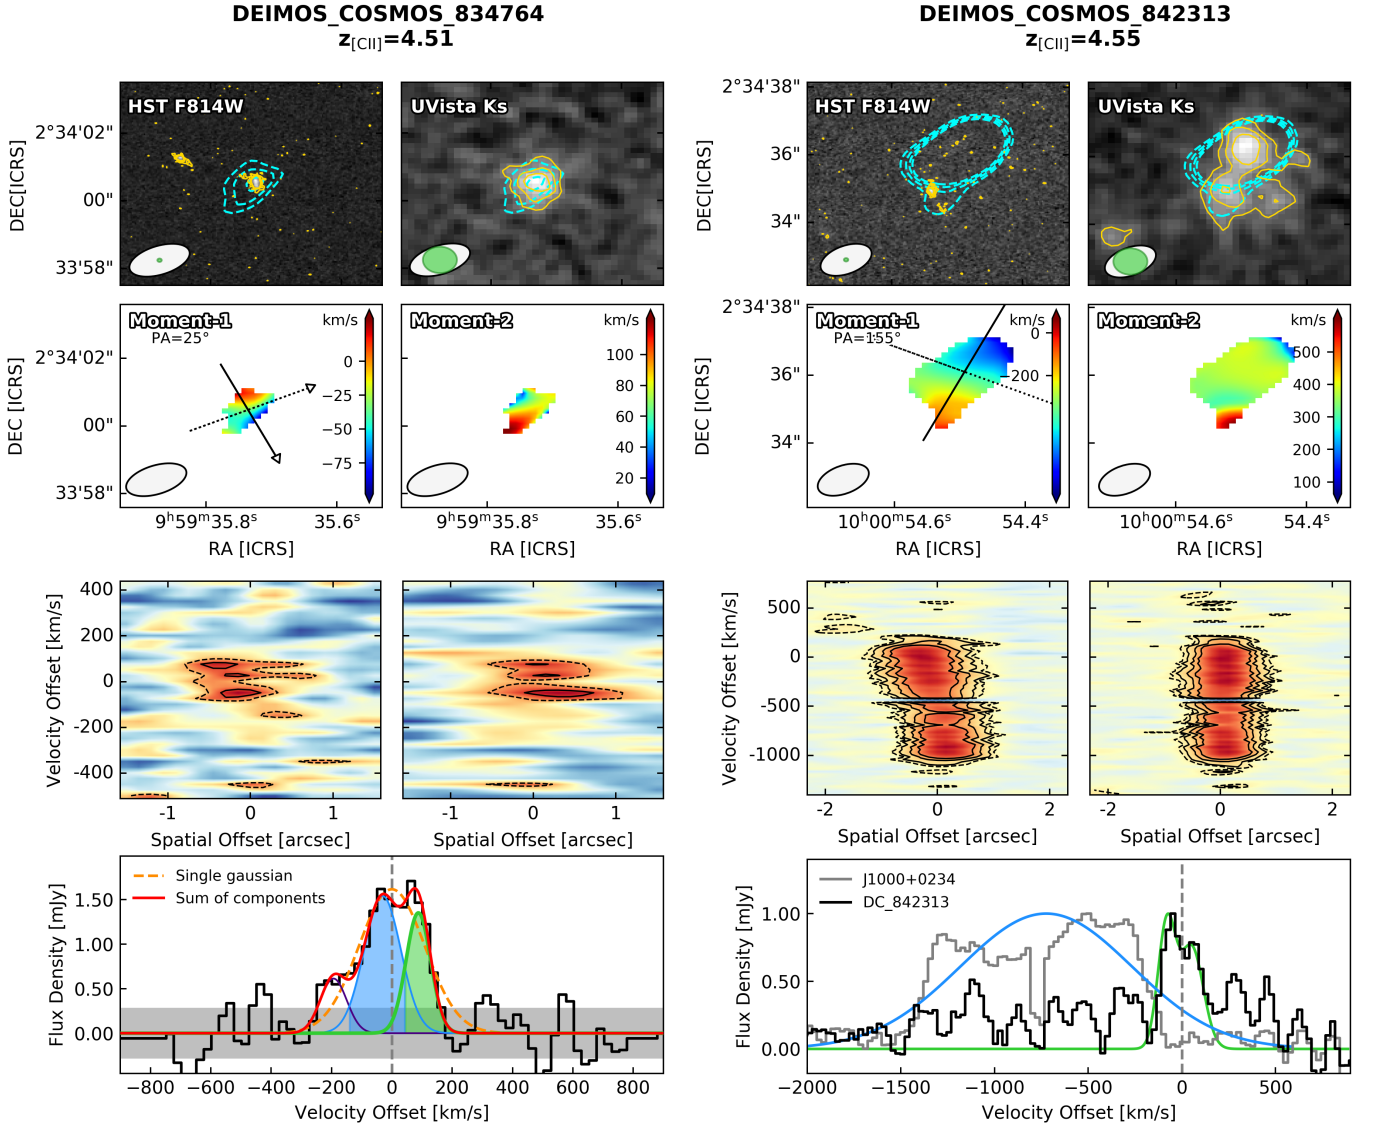 DEIMOS_COSMOS_834764
z[CII]=4.51
DEIMOS_COSMOS_842313
z[CII]=4.55
HST F814W
UVista Ks
DEC[ICRS]
2°34'02"
00"
33'58"
HST F814W
UVista Ks
DEC[ICRS]
2°34'38"
36"
34"
Moment-1
PA=25°
km/s
0
−25
−50
−75
Moment-2
km/s
100
80
60
40
20
DEC [ICRS]
2°34'02"
00"
33'58"
9h59m35.8s
35.6s
RA [ICRS]
9h59m35.8s
35.6s
RA [ICRS]
Moment-1
PA=155°
km/s
0
−200
Moment-2
km/s
500
400
300
200
100
DEC [ICRS]
2°34'38"
36"
34"
10h00m54.6s
54.4s
RA [ICRS]
10h00m54.6s
54.4s
RA [ICRS]
Velocity Offset [km/s]
400
200
0
-200
-400
-1
0
1
Spatial Offset [arcsec]
-1
0
1
Spatial Offset [arcsec]
Velocity Offset [km/s]
500
0
-500
-1000
-2
0
2
Spatial Offset [arcsec]
-2
0
2
Spatial Offset [arcsec]
Single gaussian
Sum of components
Flux Density [mJy]
1.50
1.00
0.50
0.00
−800
−600
−400
−200
0
200
400
600
800
Velocity Offset [km/s]
J1000+0234
DC_842313
Flux Density [mJy]
1.00
0.50
0.00
−2000
−1500
−1000
−500
0
500
Velocity Offset [km/s]